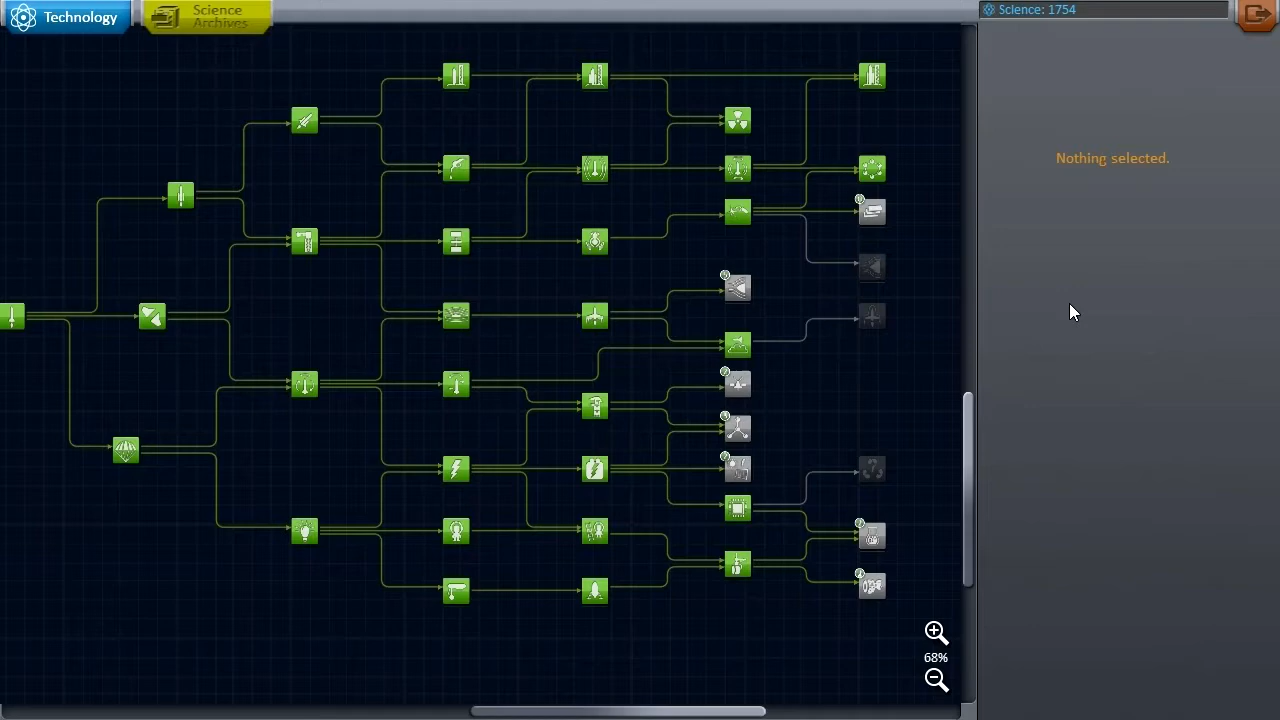 Technology
Science
Archives
Science: 1754
Nothing selected.
68%